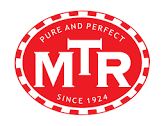 PURE AND PERFECT
MTR
SINCE 1924